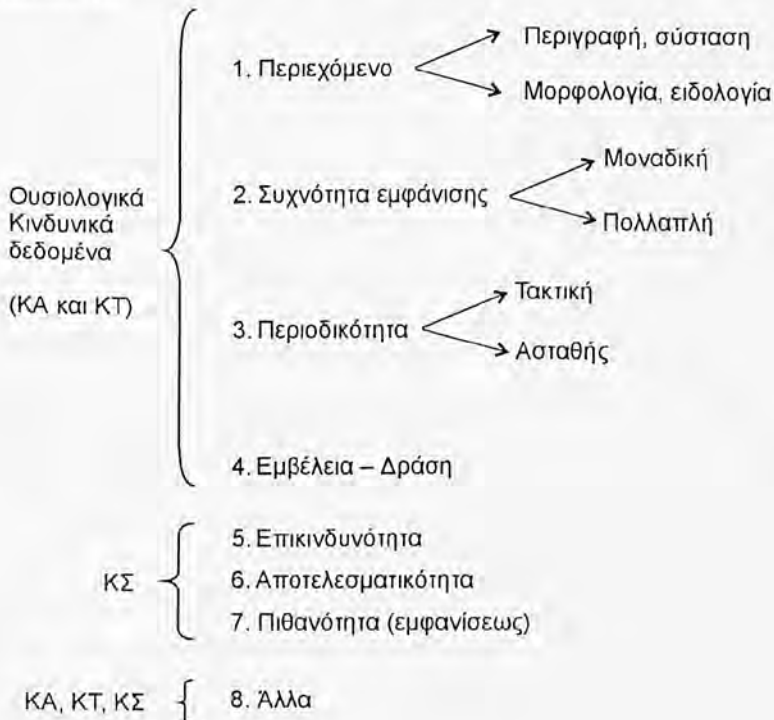 Ουσιολογικά
Κινδυνικά
δεδομένα
(ΚΑ και ΚΤ)
1. Περιεχόμενο
Περιγραφή, σύσταση
Μορφολογία, ειδολογία
2. Συχνότητα εμφάνισης
Μοναδική
Πολλαπλή
3. Περιοδικότητα
Τακτική
Ασταθής
4. Εμβέλεια – Δράση
ΚΣ
5. Επικινδυνότητα
6. Αποτελεσματικότητα
7. Πιθανότητα (εμφανίσεως)
ΚΑ, ΚΤ, ΚΣ
8. Άλλα